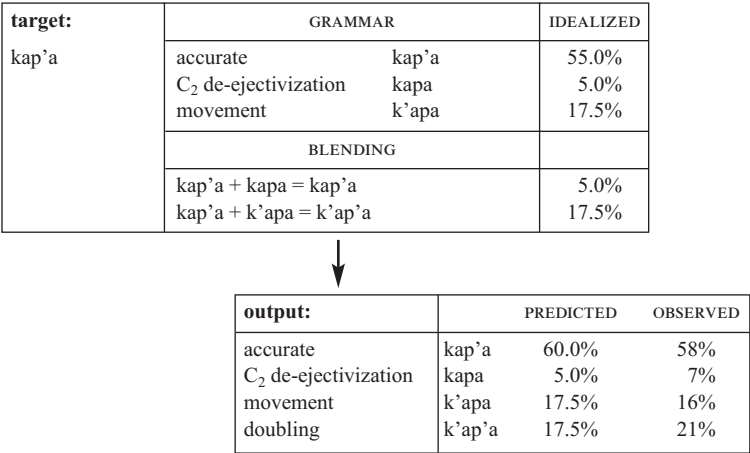 target: GRAMMAR IDEALIZED
kap’a accurate kap’a 55.0%
C₂ de-ejectivization kapa 5.0%
movement k’apa 17.5%
BLENDING
kap’a + kapa = kap’a 5.0%
kap’a + k’apa = k’ap’a 17.5%
output: PREDICTED OBSERVED
accurate kap’a 60.0% 58%
C₂ de-ejectivization kapa 5.0% 7%
movement k’apa 17.5% 16%
doubling k’ap’a 17.5% 21%